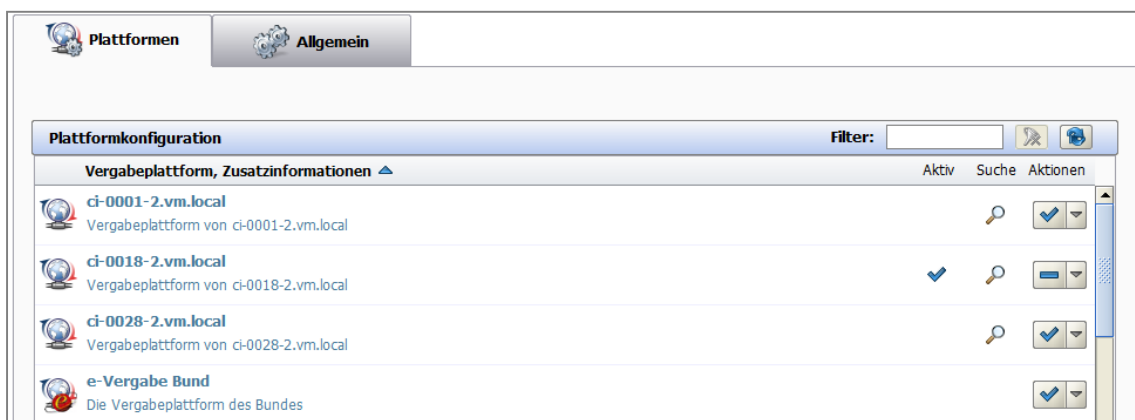 Plattformen Allgemein
Plattformkonfiguration Filter:
Vergabeplattform, Zusatzinformationen Aktiv Suche Aktionen
ci-0001-2.vm.local
Vergabeplattform von ci-0001-2.vm.local
ci-0018-2.vm.local
Vergabeplattform von ci-0018-2.vm.local
ci-0028-2.vm.local
Vergabeplattform von ci-0028-2.vm.local
e-Vergabe Bund
Die Vergabeplattform des Bundes